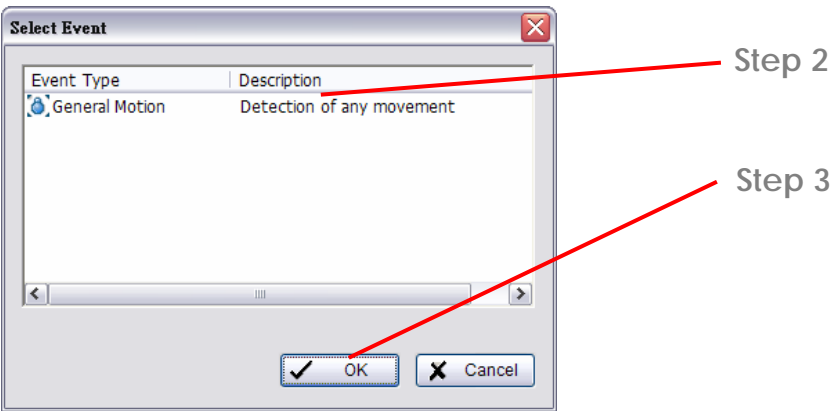 Select Event
Step 2
Event Type Description
General Motion Detection of any movement
Step 3
OK Cancel